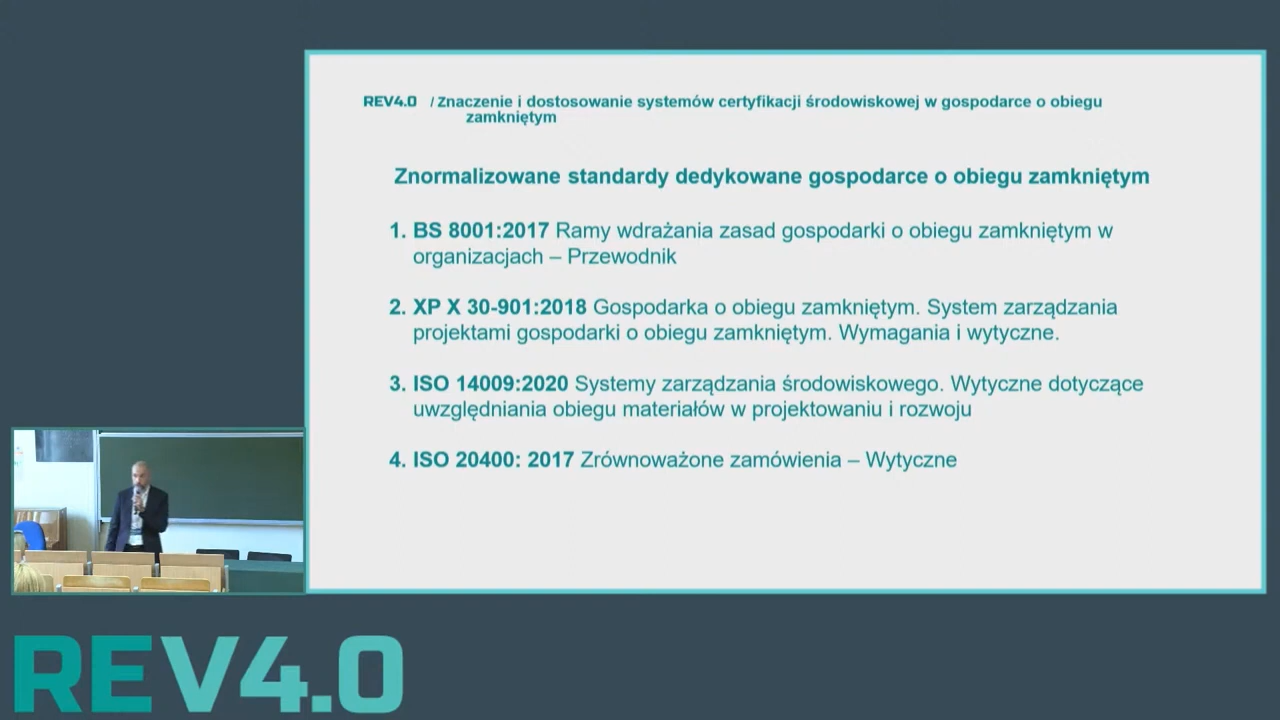 REV4.0 / Znaczenie i dostosowanie systemów certyfikacji środowiskowej w gospodarce o obiegu
zamkniętym
Znormalizowane standardy dedykowane gospodarce o obiegu zamkniętym
1. BS 8001:2017 Ramy wdrażania zasad gospodarki o obiegu zamkniętym w
organizacjach – Przewodnik
2. XP X 30-901:2018 Gospodarka o obiegu zamkniętym. System zarządzania
projektami gospodarki o obiegu zamkniętym. Wymagania i wytyczne.
3. ISO 14009:2020 Systemy zarządzania środowiskowego. Wytyczne dotyczące
uwzględniania obiegu materiałów w projektowaniu i rozwoju
4. ISO 20400: 2017 Zrównoważone zamówienia – Wytyczne
REV4.0